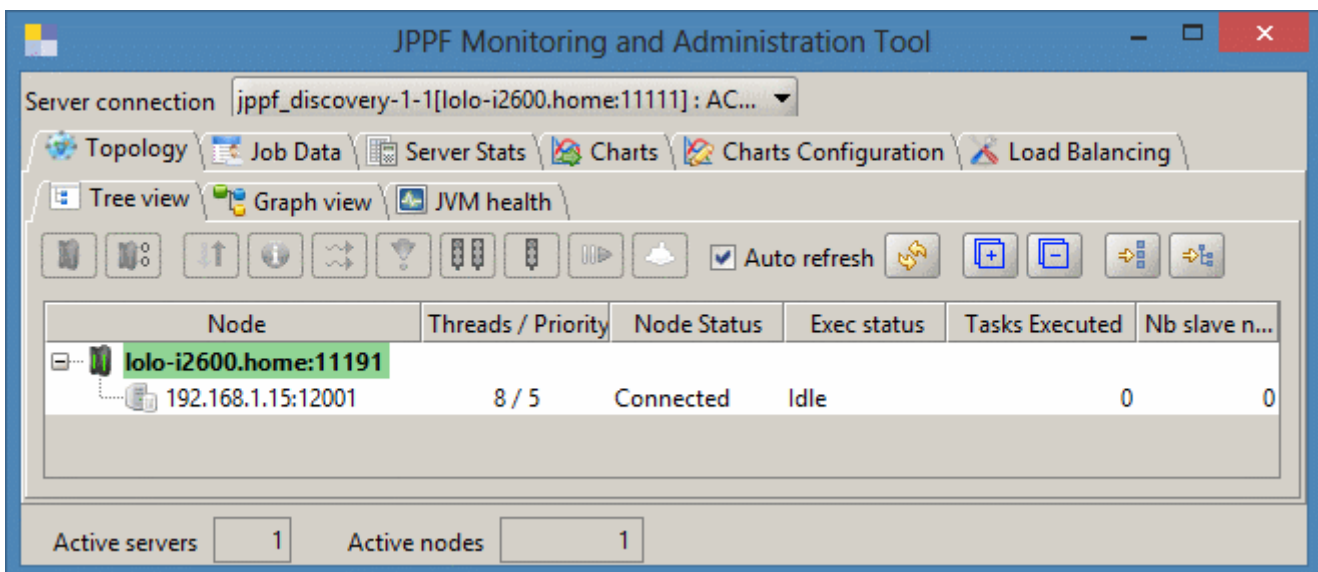 JPPF Monitoring and Administration Tool
Server connection jppf_discovery-1-1[lolo-i2600.home:11111] : AC...
Topology Job Data Server Stats Charts Charts Configuration Load Balancing
Tree view Graph view JVM health
Auto refresh
Node Threads / Priority Node Status Exec status Tasks Executed Nb slave n...
lolo-i2600.home:11191
192.168.1.15:12001 8 / 5 Connected Idle 0 0
Active servers 1 Active nodes 1